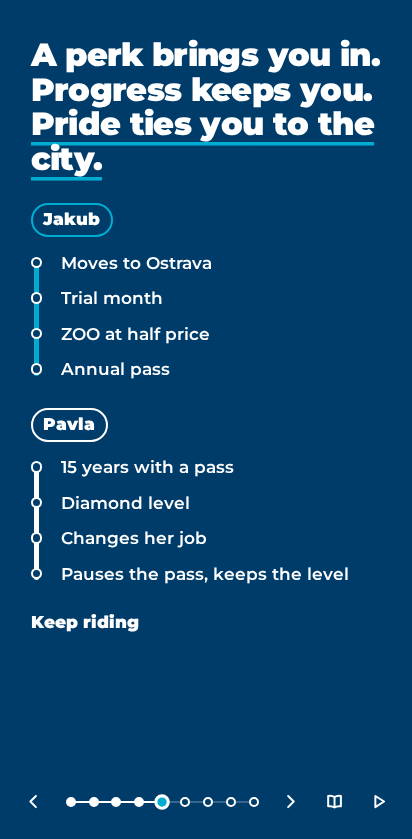 A perk brings you in.
Progress keeps you.
Pride ties you to the
city.
Jakub
Moves to Ostrava
Trial month
ZOO at half price
Annual pass
Pavla
15 years with a pass
Diamond level
Changes her job
Pauses the pass, keeps the level
Keep riding